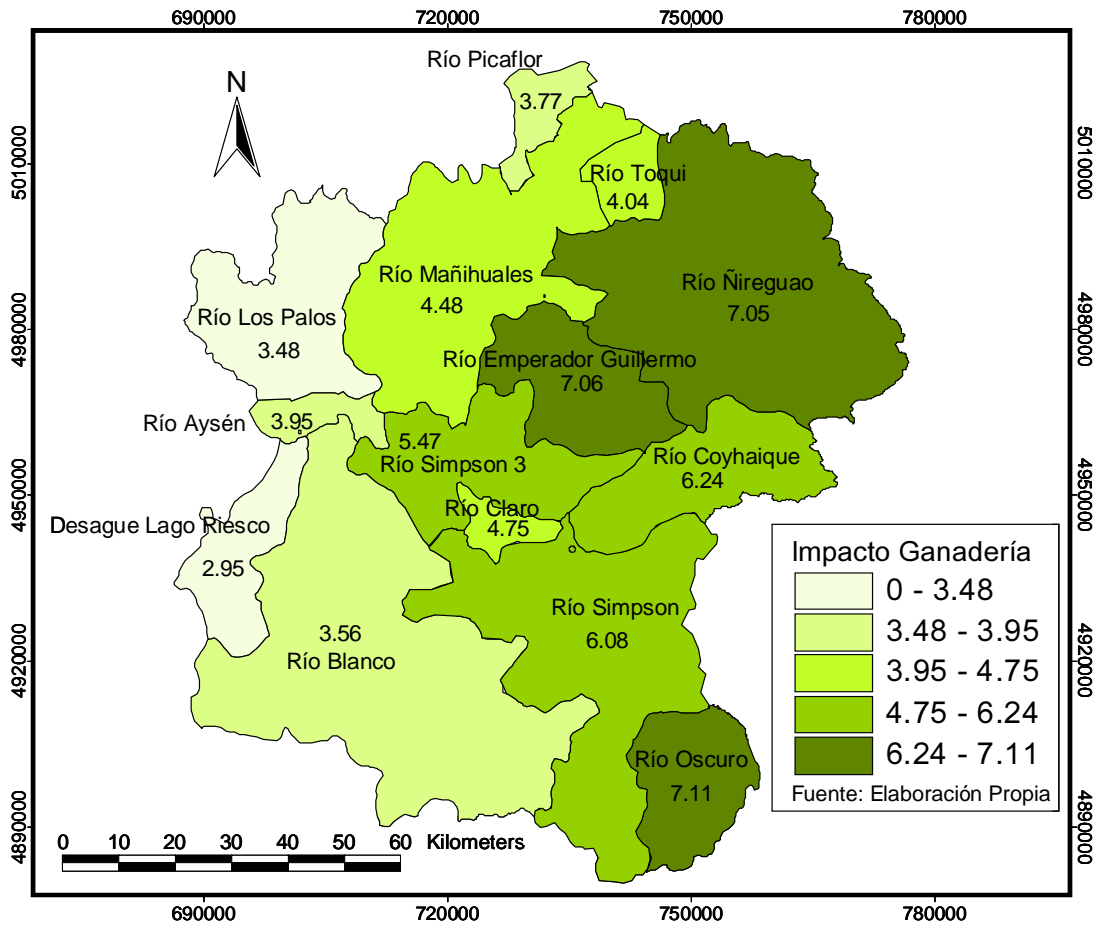 690000 720000 750000 780000
Río Picaflor
N
3.77
5010000
5010000
Río Toqui
4.04
Río Mañihuales
4.48
Río Ñireguao
7.05
Río Los Palos
3.48
4980000
4980000
Río Emperador Guillermo
7.06
Río Aysén
3.95
5.47
Río Simpson 3
Río Coyhaique
6.24
4950000
4950000
Río Claro
4.75
Desague Lago Riesco
2.95
Impacto Ganadería
0 - 3.48
3.48 - 3.95
3.95 - 4.75
4.75 - 6.24
6.24 - 7.11
Fuente: Elaboración Propia
Río Simpson
6.08
3.56
Río Blanco
4920000
4920000
Río Oscuro
7.11
4890000
4890000
0 10 20 30 40 50 60 Kilometers
690000 720000 750000 780000